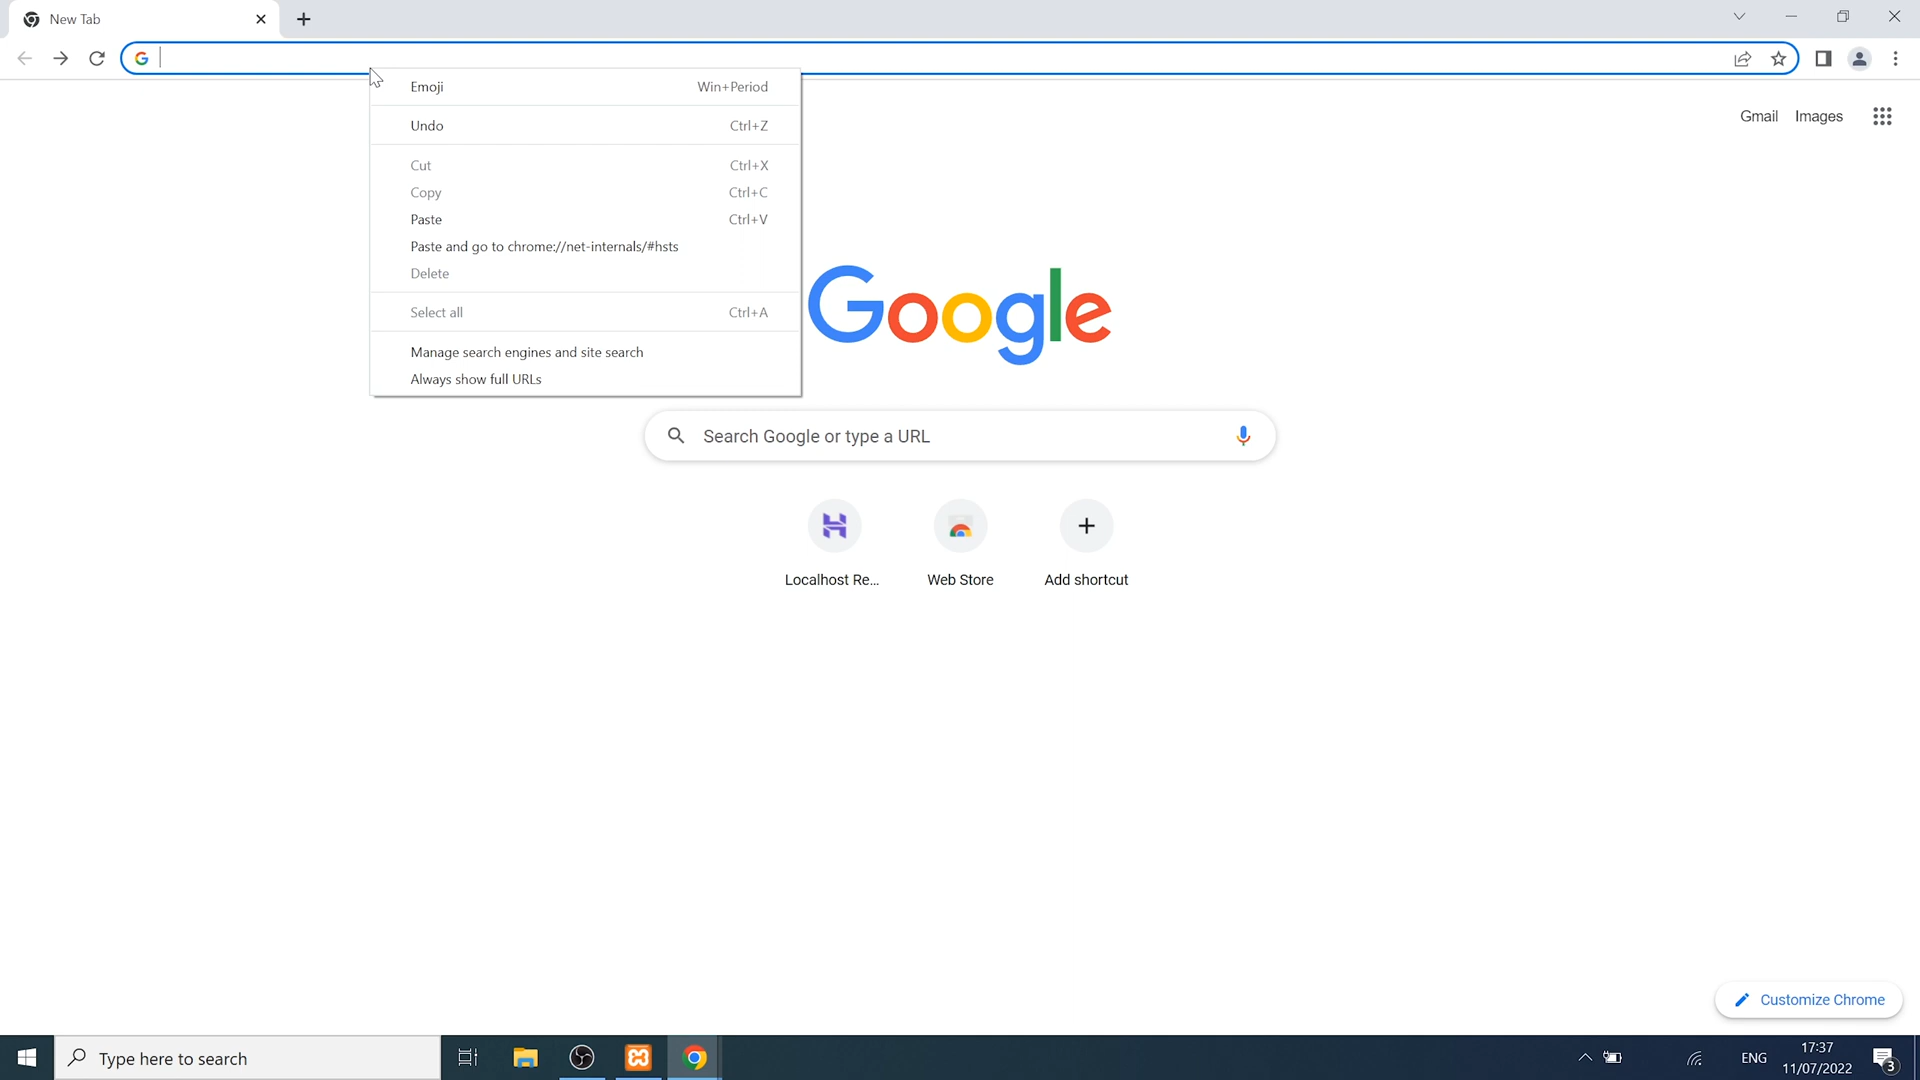 New Tab
Emoji Win+Period
Undo Ctrl+Z
Cut Ctrl+X
Copy Ctrl+C
Paste Ctrl+V
Paste and go to chrome://net-internals/#hsts
Delete
Select all Ctrl+A
Manage search engines and site search
Always show full URLs
Gmail Images
Google
Search Google or type a URL
Localhost Re... Web Store Add shortcut
Customize Chrome
Type here to search
ENG
17:37
11/07/2022
3